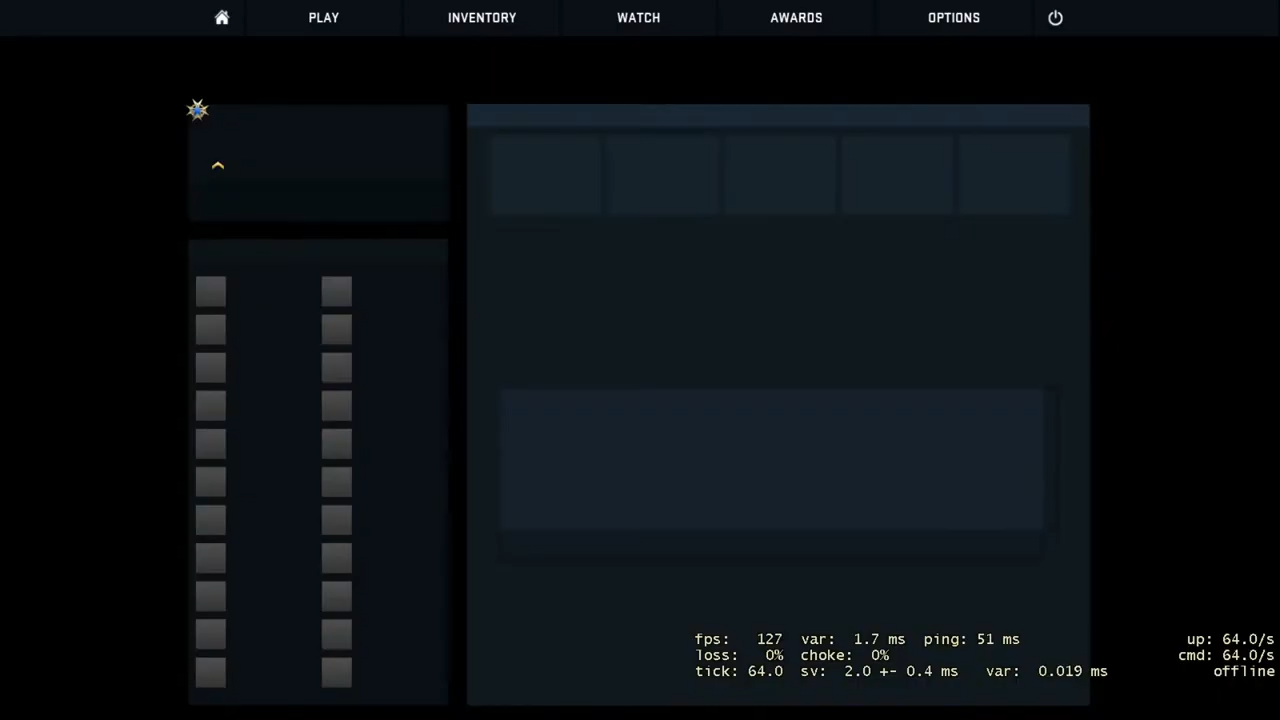 PLAY INVENTORY WATCH AWARDS OPTIONS
fps: 127 var: 1.7 ms ping: 51 ms up: 64.0/s
loss: 0% choke: 0% cmd: 64.0/s
tick: 64.0 sv: 2.0 +- 0.4 ms var: 0.019 ms offline